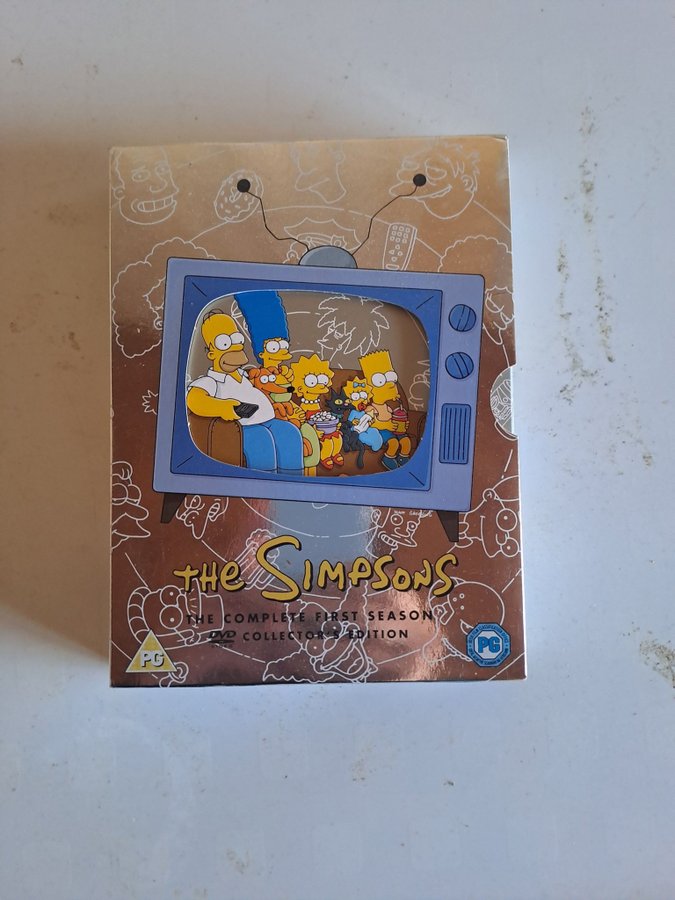 THE SIMPSONS
THE COMPLETE FIRST SEASON
DVD COLLECTOR'S EDITION
PG
PG